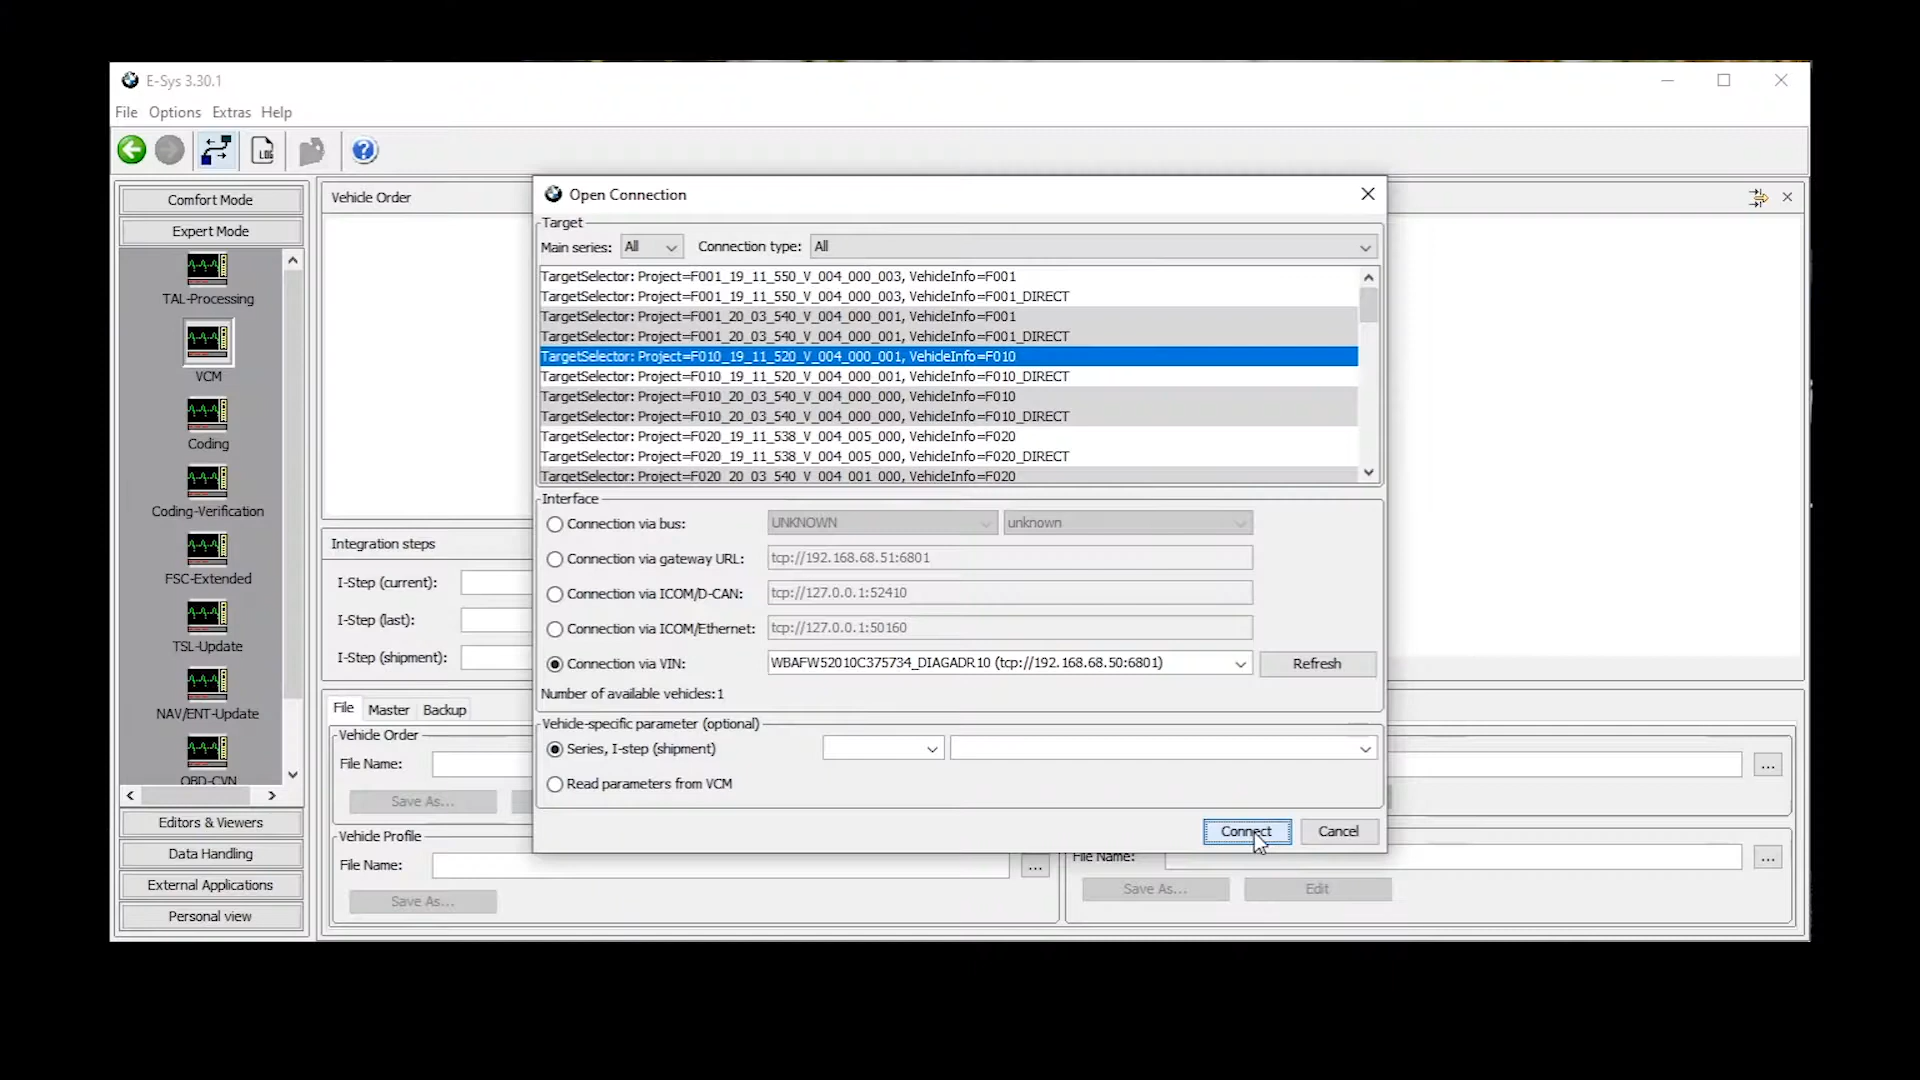 E-Sys 3.30.1
File Options Extras Help
LOG
Comfort Mode
Expert Mode
TAL-Processing
VCM
Coding
Coding-Verification
FSC-Extended
TSL-Update
NAV/ENT-Update
OBD-CVN
Editors & Viewers
Data Handling
External Applications
Personal view
Vehicle Order
Integration steps
I-Step (current):
I-Step (last):
I-Step (shipment):
File Master Backup
Vehicle Order
File Name:
...
Save As...
Vehicle Profile
File Name:
...
Save As...
File Name:
...
Save As... Edit
Open Connection
Target
Main series: All Connection type: All
TargetSelector: Project=F001_19_11_550_V_004_000_003, VehicleInfo=F001
TargetSelector: Project=F001_19_11_550_V_004_000_003, VehicleInfo=F001_DIRECT
TargetSelector: Project=F001_20_03_540_V_004_000_001, VehicleInfo=F001
TargetSelector: Project=F001_20_03_540_V_004_000_001, VehicleInfo=F001_DIRECT
TargetSelector: Project=F010_19_11_520_V_004_000_001, VehicleInfo=F010
TargetSelector: Project=F010_19_11_520_V_004_000_001, VehicleInfo=F010_DIRECT
TargetSelector: Project=F010_20_03_540_V_004_000_000, VehicleInfo=F010
TargetSelector: Project=F010_20_03_540_V_004_000_000, VehicleInfo=F010_DIRECT
TargetSelector: Project=F020_19_11_538_V_004_005_000, VehicleInfo=F020
TargetSelector: Project=F020_19_11_538_V_004_005_000, VehicleInfo=F020_DIRECT
TargetSelector: Project=F020_20_03_540_V_004_001_000, VehicleInfo=F020
Interface
Connection via bus: UNKNOWN unknown
Connection via gateway URL: tcp://192.168.68.51:6801
Connection via ICOM/D-CAN: tcp://127.0.0.1:52410
Connection via ICOM/Ethernet: tcp://127.0.0.1:50160
Connection via VIN: WBAFW52010C375734_DIAGADR10 (tcp://192.168.68.50:6801) Refresh
Number of available vehicles:1
Vehicle-specific parameter (optional)
Series, I-step (shipment)
Read parameters from VCM
Connect Cancel